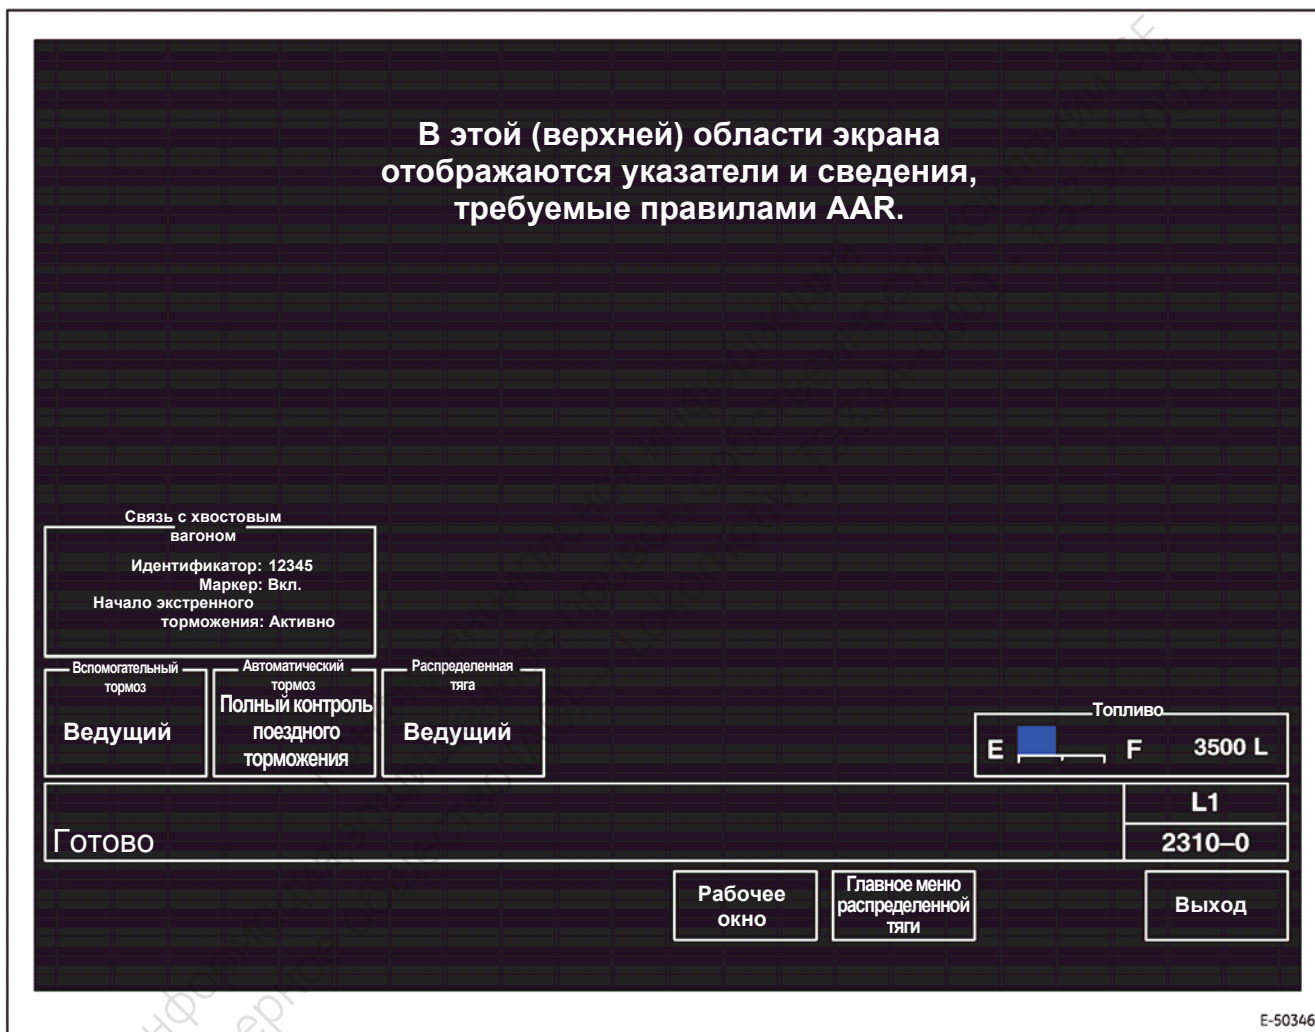 В этой (верхней) области экрана
отображаются указатели и сведения,
требуемые правилами AAR.
Связь с хвостовым
вагоном
Идентификатор: 12345
Маркер: Вкл.
Начало экстренного
торможения: Активно
Вспомогательный
тормоз
Ведущий
Автоматический
тормоз
Полный контроль
поездного
торможения
Распределенная
тяга
Ведущий
Топливо
E F 3500 L
Готово
L1
2310–0
Рабочее
окно
Главное меню
распределенной
тяги
Выход
E-50346